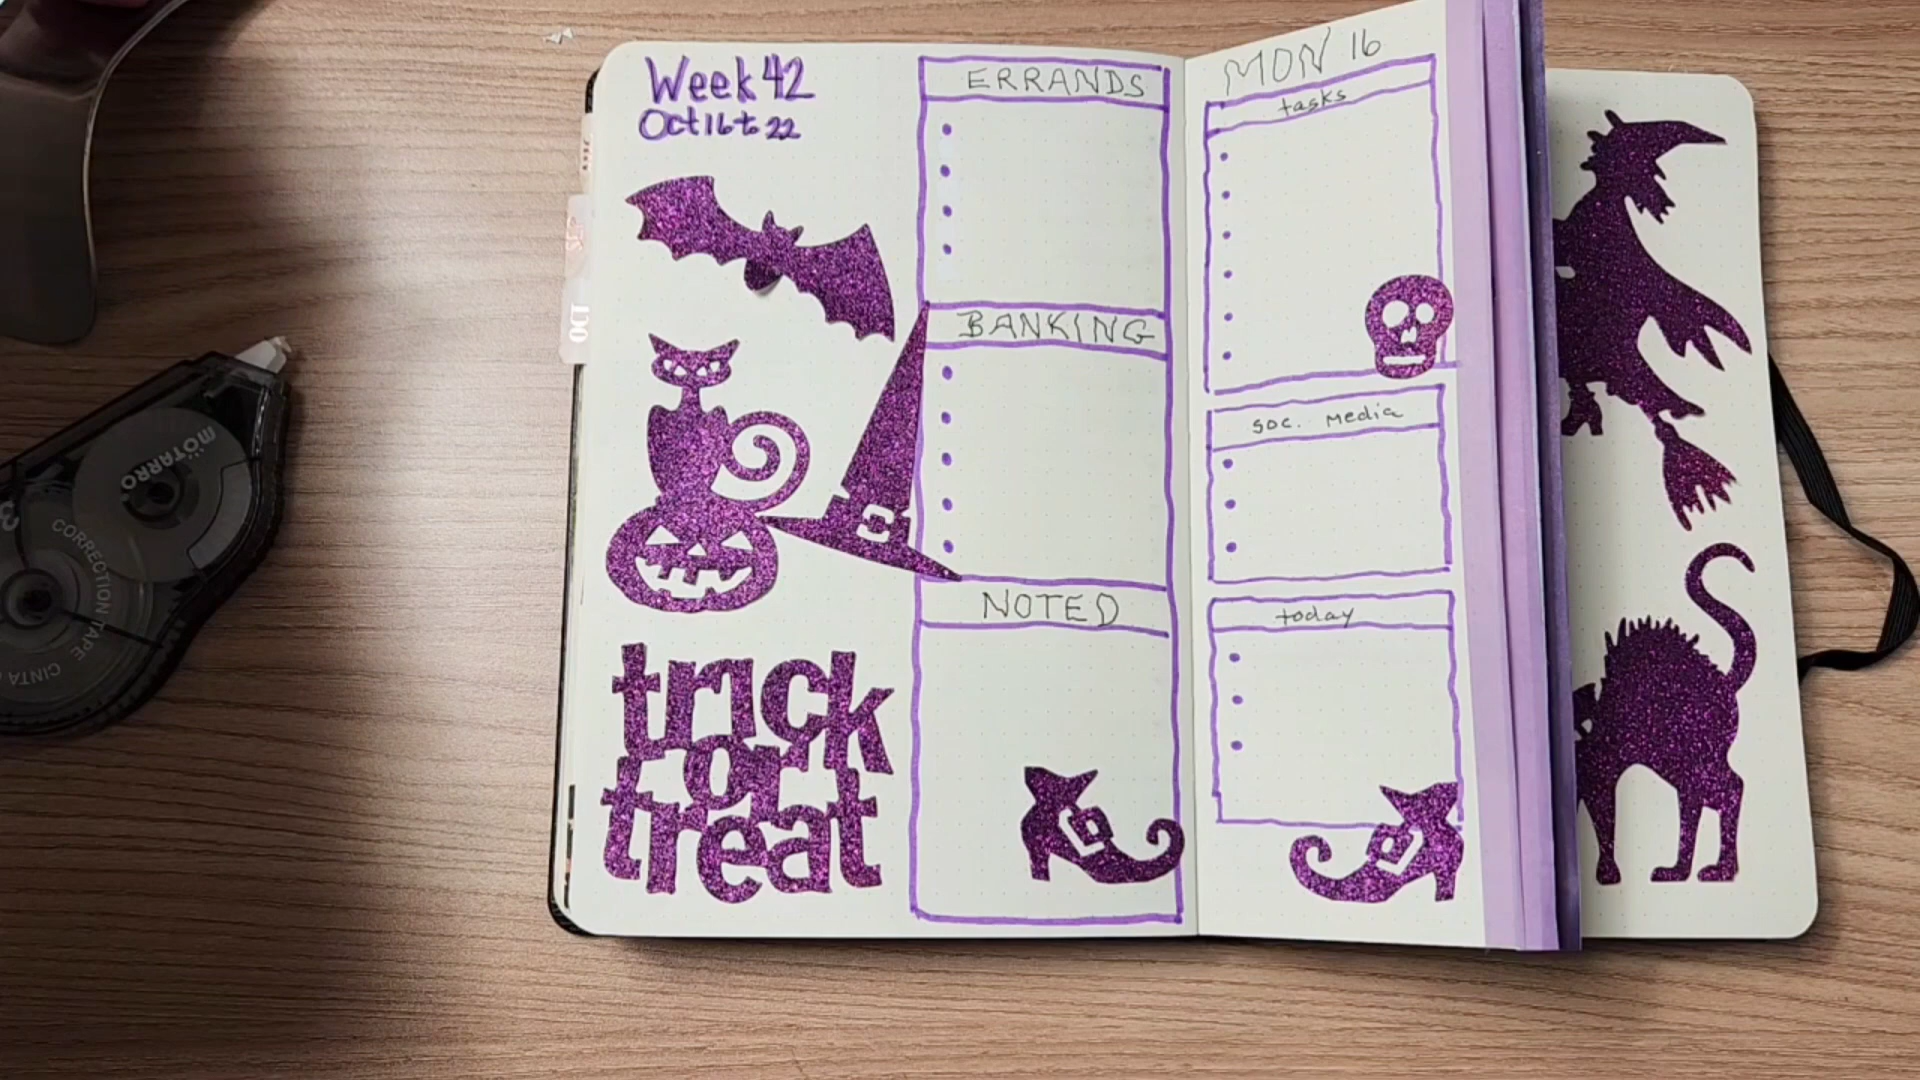 Week 42
Oct 16 to 22
ERRANDS
BANKING
NOTED
trick
or
treat
MON 16
tasks
soc. media
today
SEP
OCT
MOTARRO
CORRECTION TAPE
CINTA